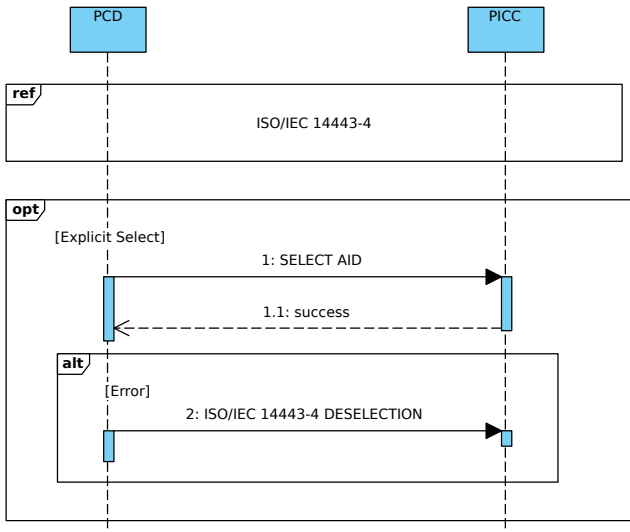 PCD
PICC
ref
ISO/IEC 14443-4
opt
[Explicit Select]
1: SELECT AID
1.1: success
alt
[Error]
2: ISO/IEC 14443-4 DESELECTION